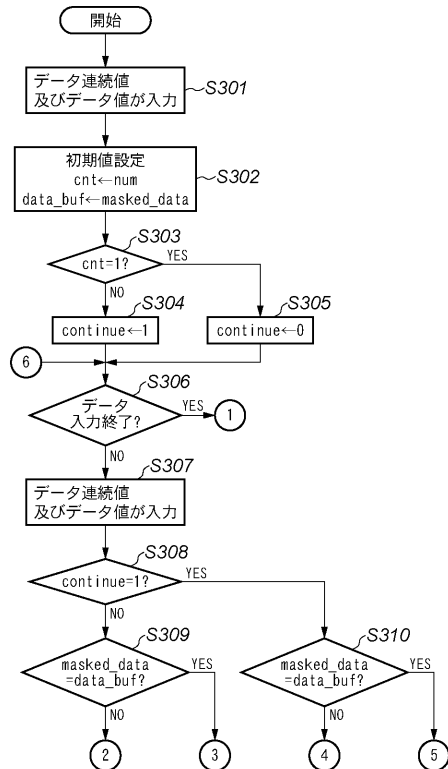 開始
データ連続値
及びデータ値が入力
S301
初期値設定
cnt←num
data_buf←masked_data
S302
S303
cnt=1?
YES
NO
S304
continue←1
S305
continue←0
6
S306
データ
入力終了?
YES
1
NO
S307
データ連続値
及びデータ値が入力
S308
continue=1?
YES
NO
S309
masked_data
=data_buf?
YES
NO
S310
masked_data
=data_buf?
YES
NO
2
3
4
5